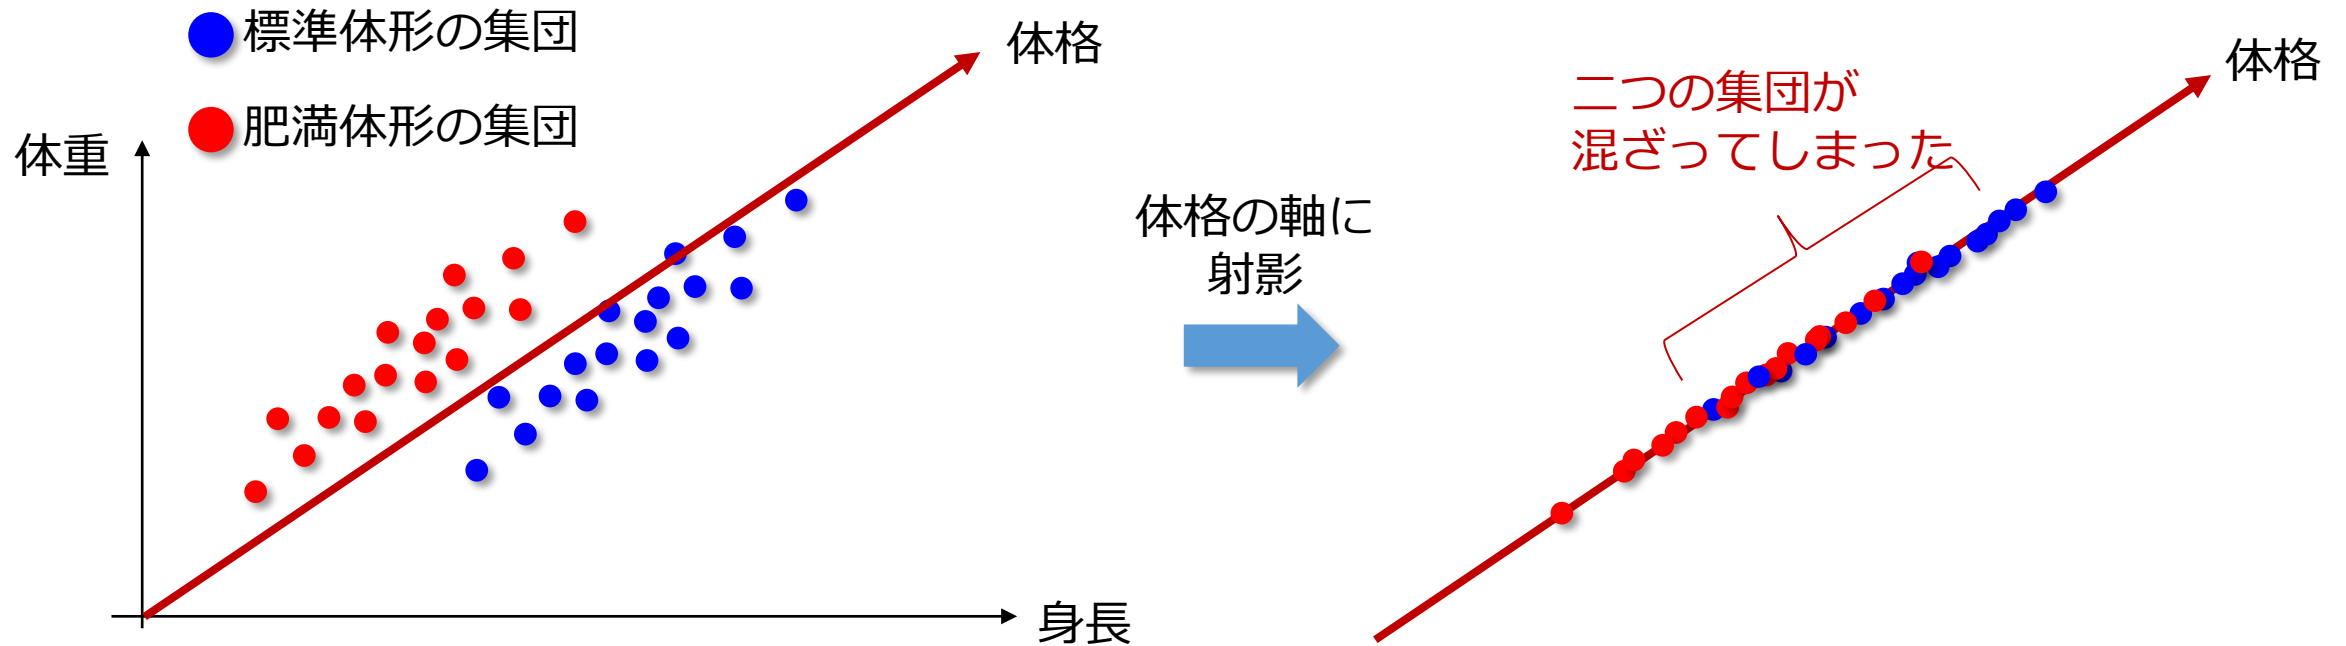 標準体形の集団
肥満体形の集団
体重
体格
身長
体格の軸に
射影
二つの集団が
混ざってしまった
体格